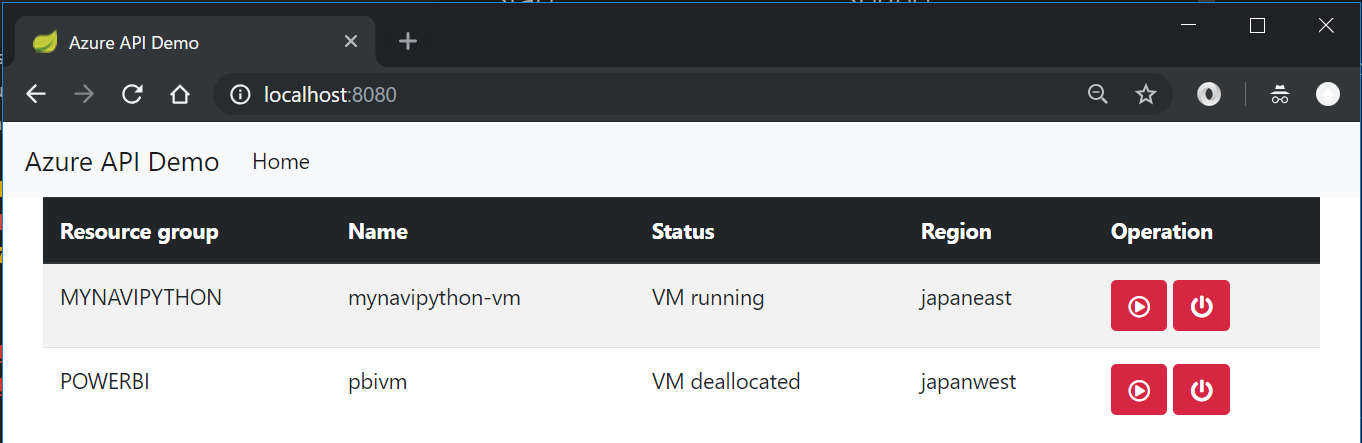 Azure API Demo
localhost:8080
Azure API Demo Home
Resource group Name Status Region Operation
MYNAVIPYTHON mynavipython-vm VM running japaneast
POWERBI pbivm VM deallocated japanwest